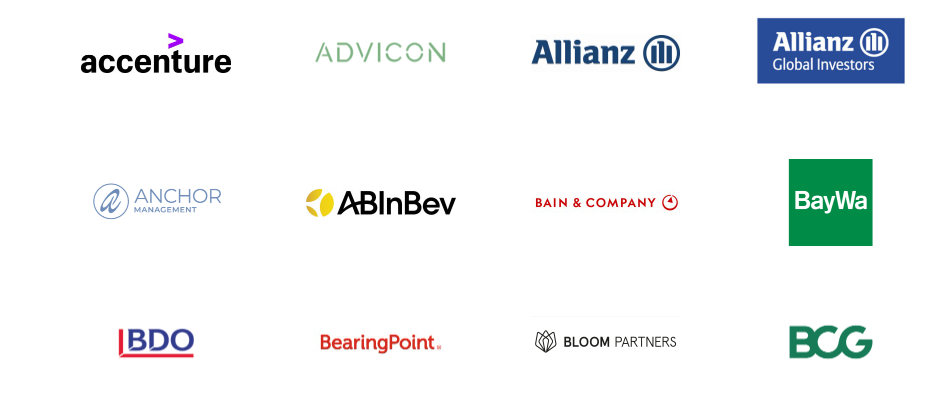 accenture
ADVICON
Allianz
Allianz
Global Investors
ANCHOR
MANAGEMENT
ABInBev
BAIN & COMPANY
BayWa
BDO
BearingPoint
BLOOM PARTNERS
BCG